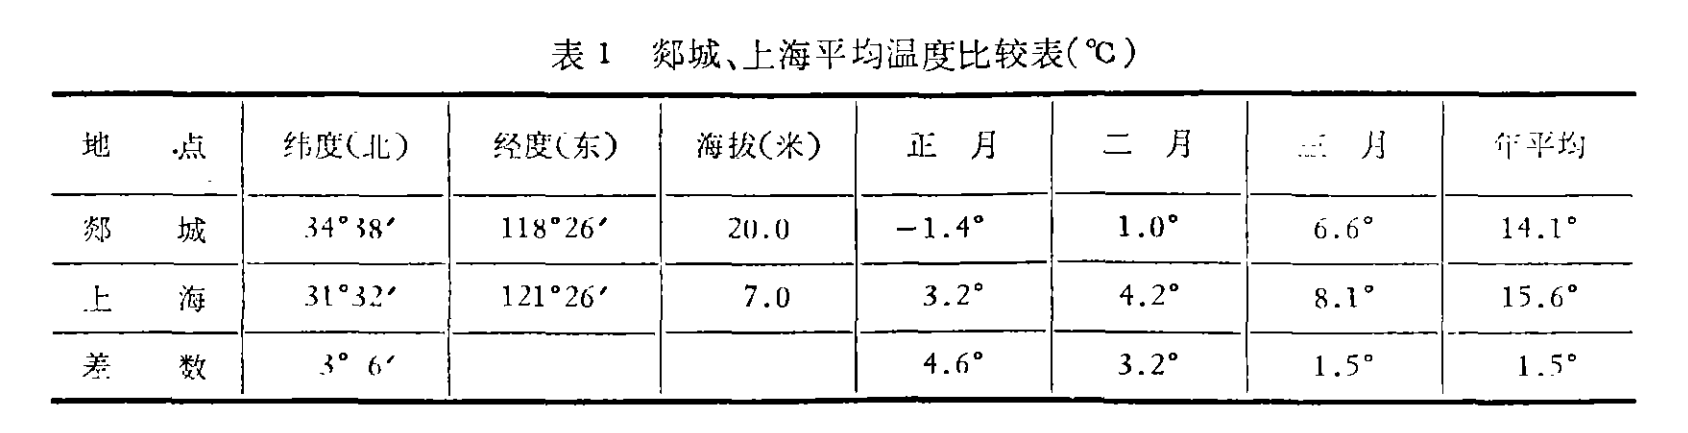 表 1 郯城、上海平均温度比较表(℃)
地 点 纬度(北) 经度(东) 海拔(米) 正 月 二 月 三 月 年平均
郯 城 34°38′ 118°26′ 20.0 -1.4° 1.0° 6.6° 14.1°
上 海 31°32′ 121°26′ 7.0 3.2° 4.2° 8.1° 15.6°
差 数 3° 6′ 4.6° 3.2° 1.5° 1.5°